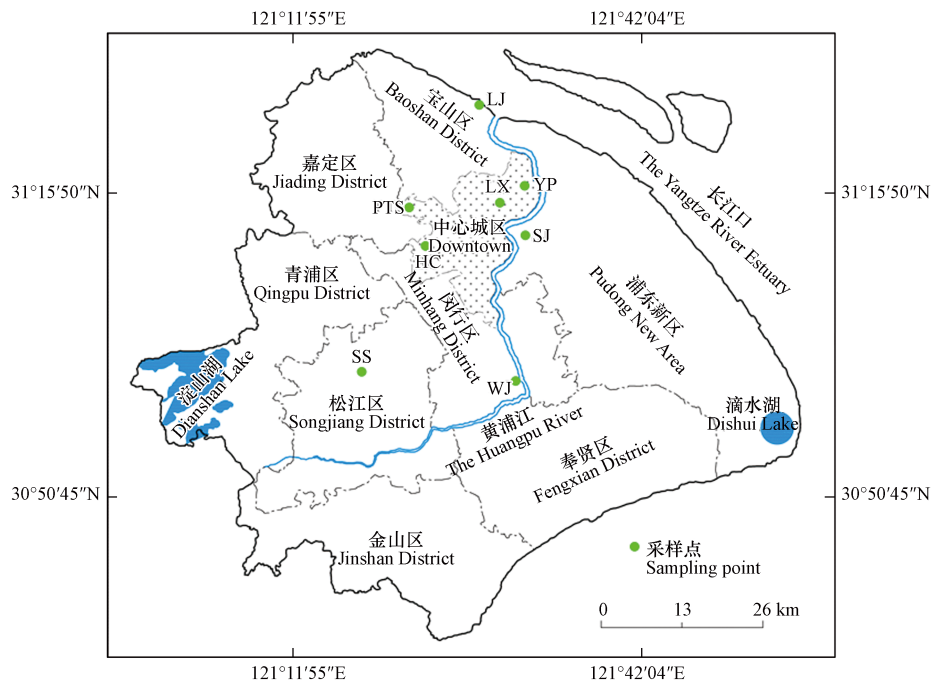 121°11′55″E
121°42′04″E
LJ
宝山区
Baoshan District
嘉定区
Jiading District
31°15′50″N
31°15′50″N
LX
YP
PTS
长江口
The Yangtze River Estuary
中心城区
Downtown
SJ
HC
青浦区
Qingpu District
闵行区
Minhang District
浦东新区
Pudong New Area
SS
WJ
淀山湖
Dianshan Lake
松江区
Songjiang District
滴水湖
Dishui Lake
黄浦江
The Huangpu River
奉贤区
Fengxian District
30°50′45″N
30°50′45″N
金山区
Jinshan District
采样点
Sampling point
0 13 26 km
121°11′55″E
121°42′04″E